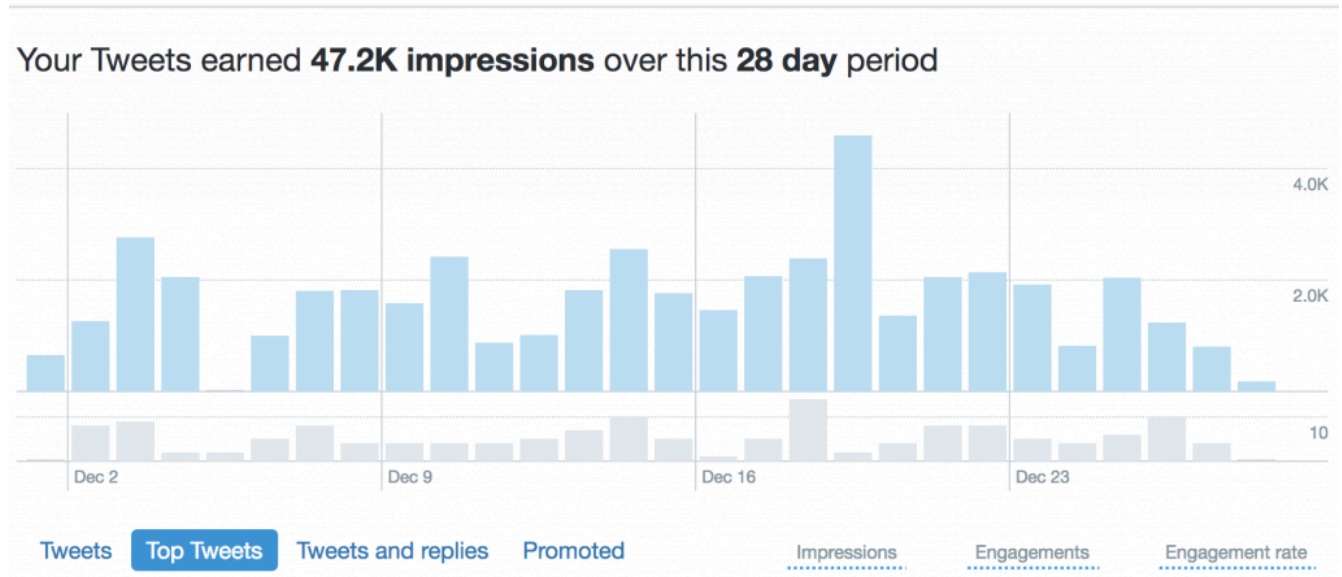 Your Tweets earned 47.2K impressions over this 28 day period
4.0K
2.0K
10
Dec 2 Dec 9 Dec 16 Dec 23
Tweets Top Tweets Tweets and replies Promoted Impressions Engagements Engagement rate